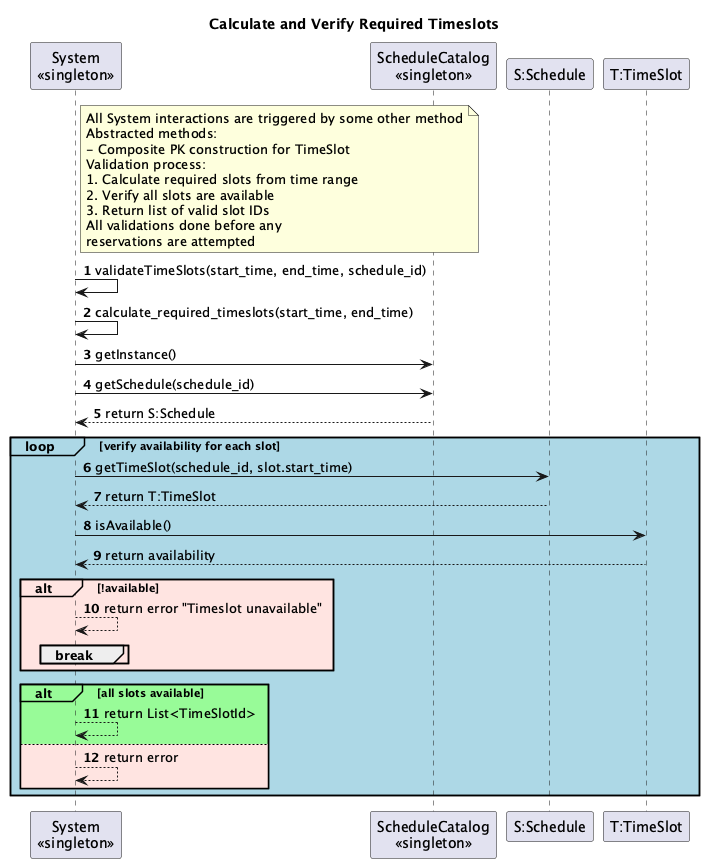 Calculate and Verify Required Timeslots
System
«singleton»
ScheduleCatalog
«singleton»
S:Schedule
T:TimeSlot
All System interactions are triggered by some other method
Abstracted methods:
- Composite PK construction for TimeSlot
Validation process:
1. Calculate required slots from time range
2. Verify all slots are available
3. Return list of valid slot IDs
All validations done before any
reservations are attempted
1 validateTimeSlots(start_time, end_time, schedule_id)
2 calculate_required_timeslots(start_time, end_time)
3 getInstance()
4 getSchedule(schedule_id)
5 return S:Schedule
loop [verify availability for each slot]
6 getTimeSlot(schedule_id, slot.start_time)
7 return T:TimeSlot
8 isAvailable()
9 return availability
alt [!available]
10 return error "Timeslot unavailable"
break
alt [all slots available]
11 return List<TimeSlotId>
12 return error
System
«singleton»
ScheduleCatalog
«singleton»
S:Schedule
T:TimeSlot